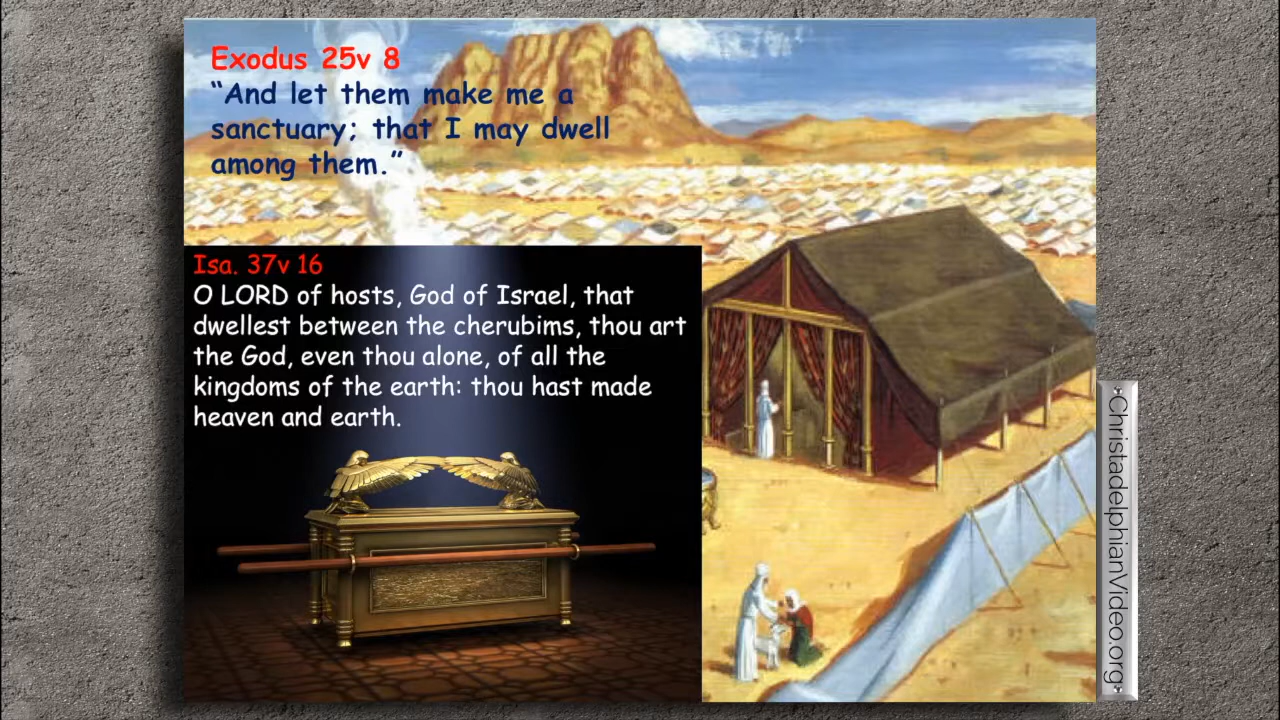 Exodus 25v 8
“And let them make me a
sanctuary; that I may dwell
among them.”
Isa. 37v 16
O LORD of hosts, God of Israel, that
dwellest between the cherubims, thou art
the God, even thou alone, of all the
kingdoms of the earth: thou hast made
heaven and earth.
ChristadelphianVideo.org